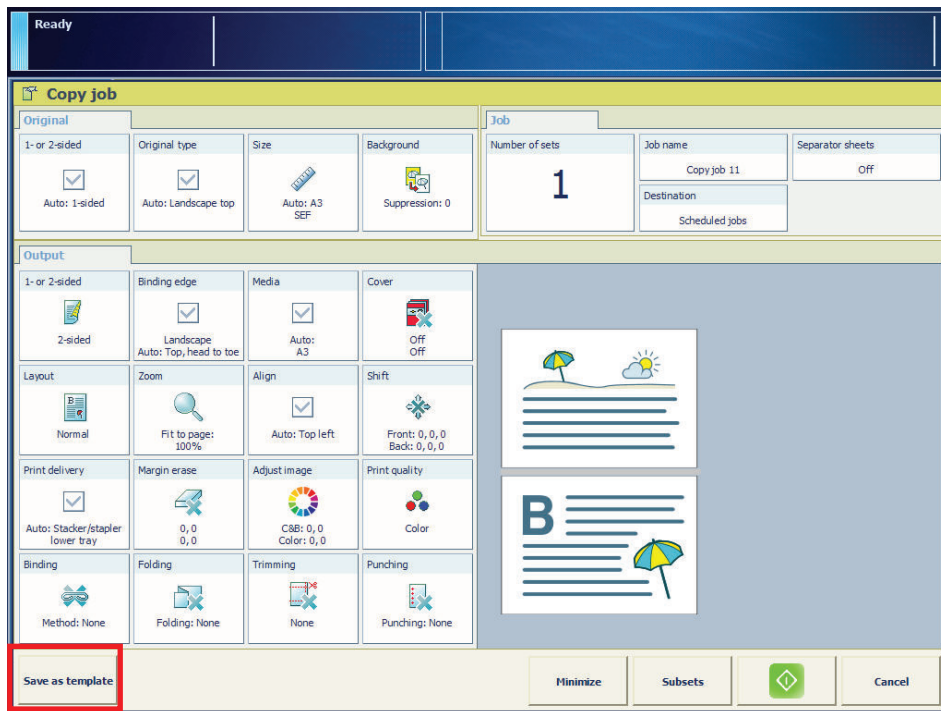 Ready
Copy job
Original
1- or 2-sided
Auto: 1-sided
Original type
Auto: Landscape top
Size
Auto: A3
SEF
Background
Suppression: 0
Job
Number of sets
1
Job name
Copy job 11
Separator sheets
Off
Destination
Scheduled jobs
Output
1- or 2-sided
2-sided
Binding edge
Landscape
Auto: Top, head to toe
Media
Auto:
A3
Cover
Off
Off
Layout
B
Normal
Zoom
Fit to page:
100%
Align
Auto: Top left
Shift
Front: 0, 0, 0
Back: 0, 0, 0
Print delivery
Auto: Stacker/stapler
lower tray
Margin erase
0, 0
0, 0
Adjust image
C&B: 0, 0
Color: 0, 0
Print quality
Color
Binding
Method: None
Folding
Folding: None
Trimming
None
Punching
Punching: None
B
Save as template
Minimize
Subsets
Cancel